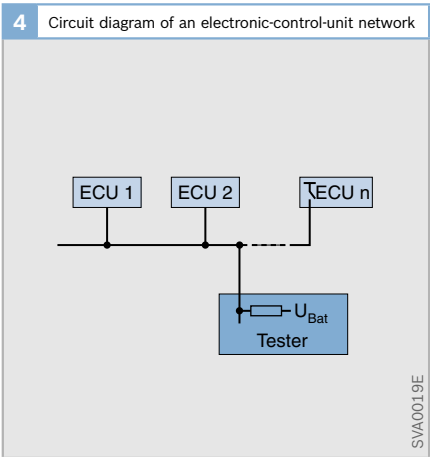 4 Circuit diagram of an electronic-control-unit network
ECU 1 ECU 2 ECU n
U Bat
Tester
SVA0019E